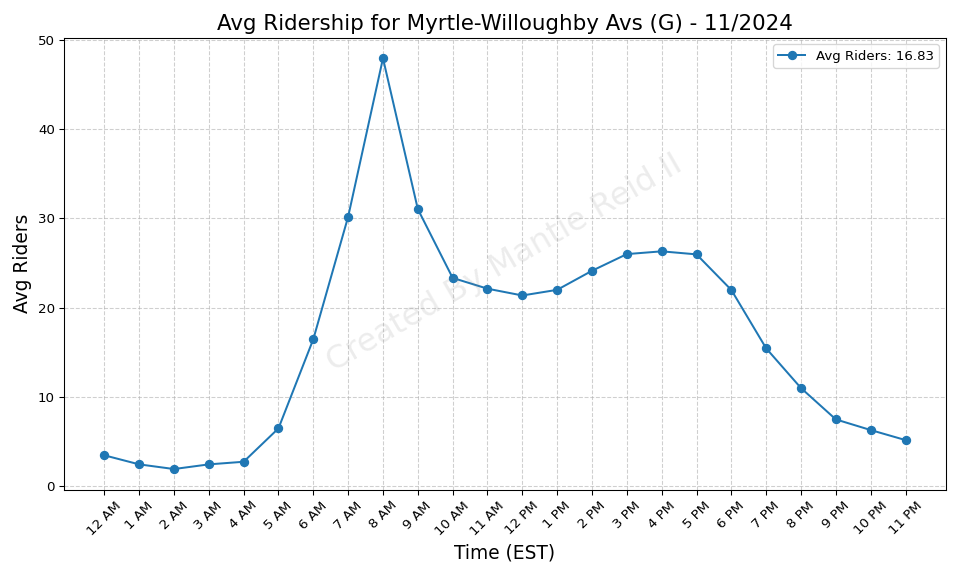 Avg Ridership for Myrtle-Willoughby Avs (G) - 11/2024
Avg Riders: 16.83
50
40
30
20
10
0
Avg Riders
Created By Mantle Reid II
12 AM
1 AM
2 AM
3 AM
4 AM
5 AM
6 AM
7 AM
8 AM
9 AM
10 AM
11 AM
12 PM
1 PM
2 PM
3 PM
4 PM
5 PM
6 PM
7 PM
8 PM
9 PM
10 PM
11 PM
Time (EST)